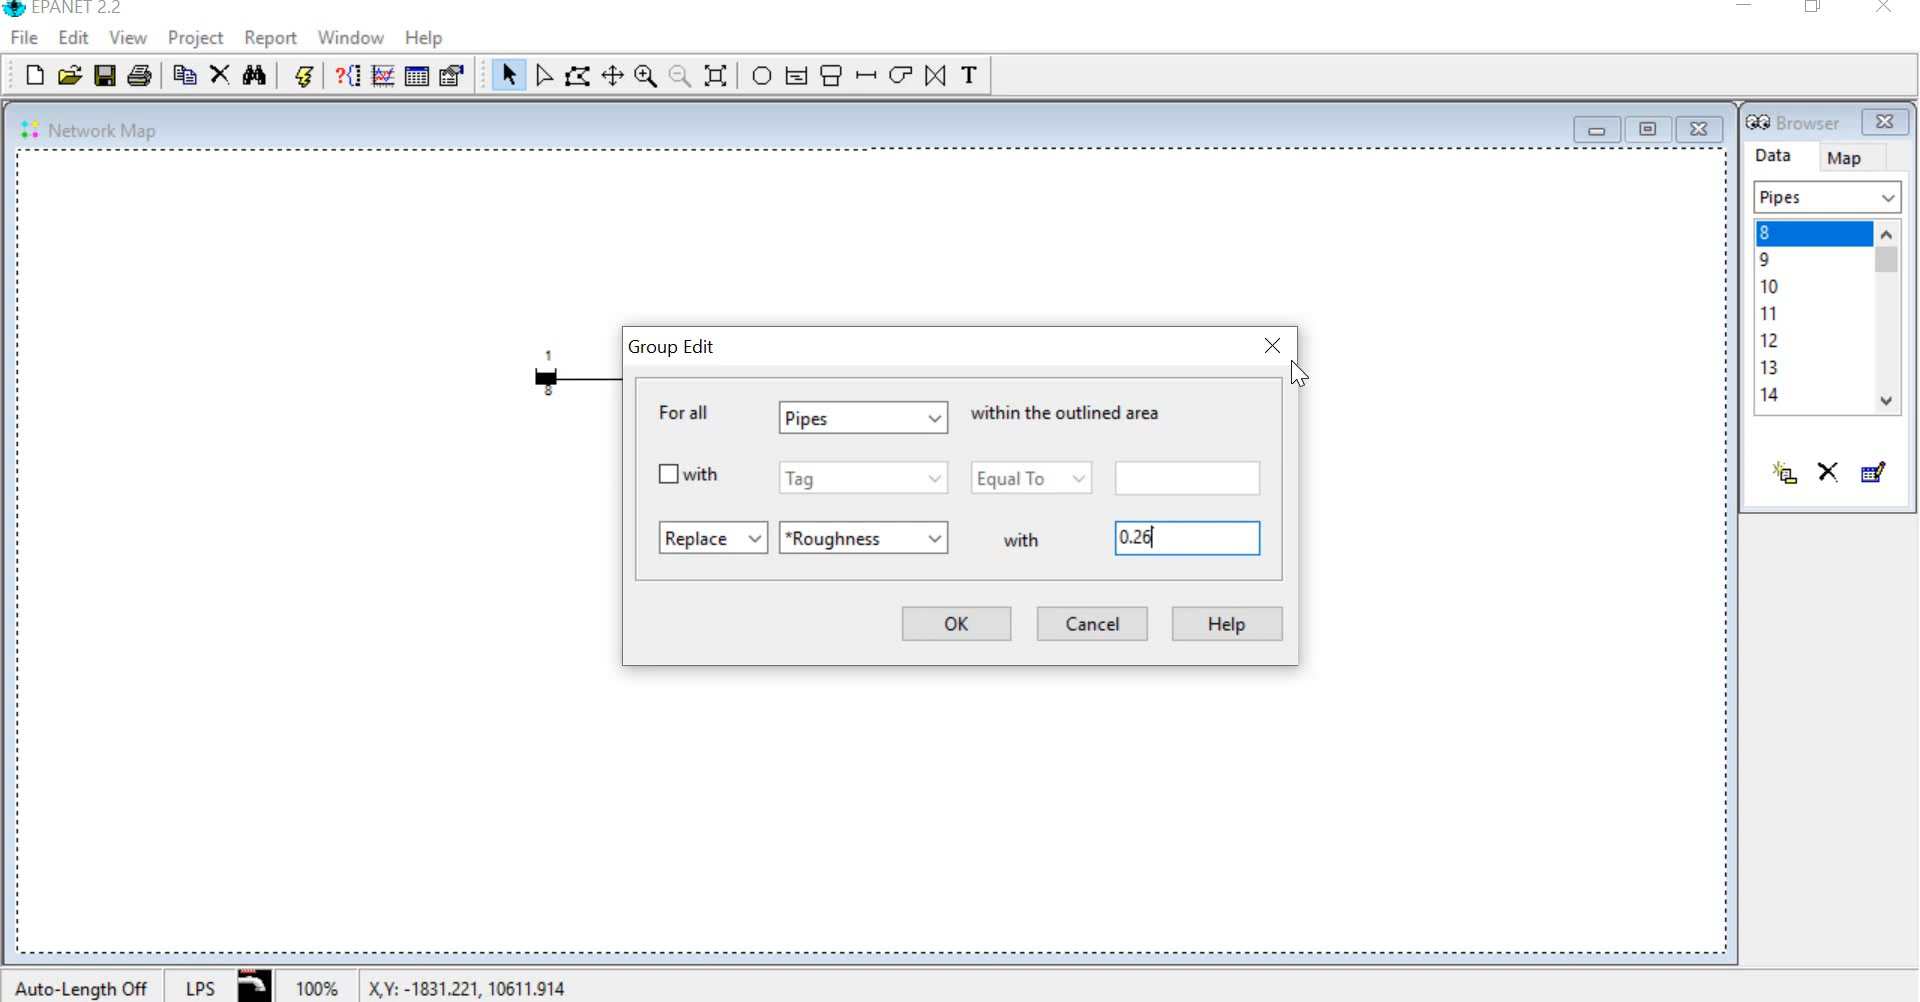 EPANET 2.2
File Edit View Project Report Window Help
Network Map
Browser
Data Map
Pipes
8
9
10
11
12
13
14
1
8
Group Edit
For all Pipes within the outlined area
with Tag Equal To
Replace *Roughness with 0.26
OK Cancel Help
Auto-Length Off LPS 100% X,Y: -1831.221, 10611.914